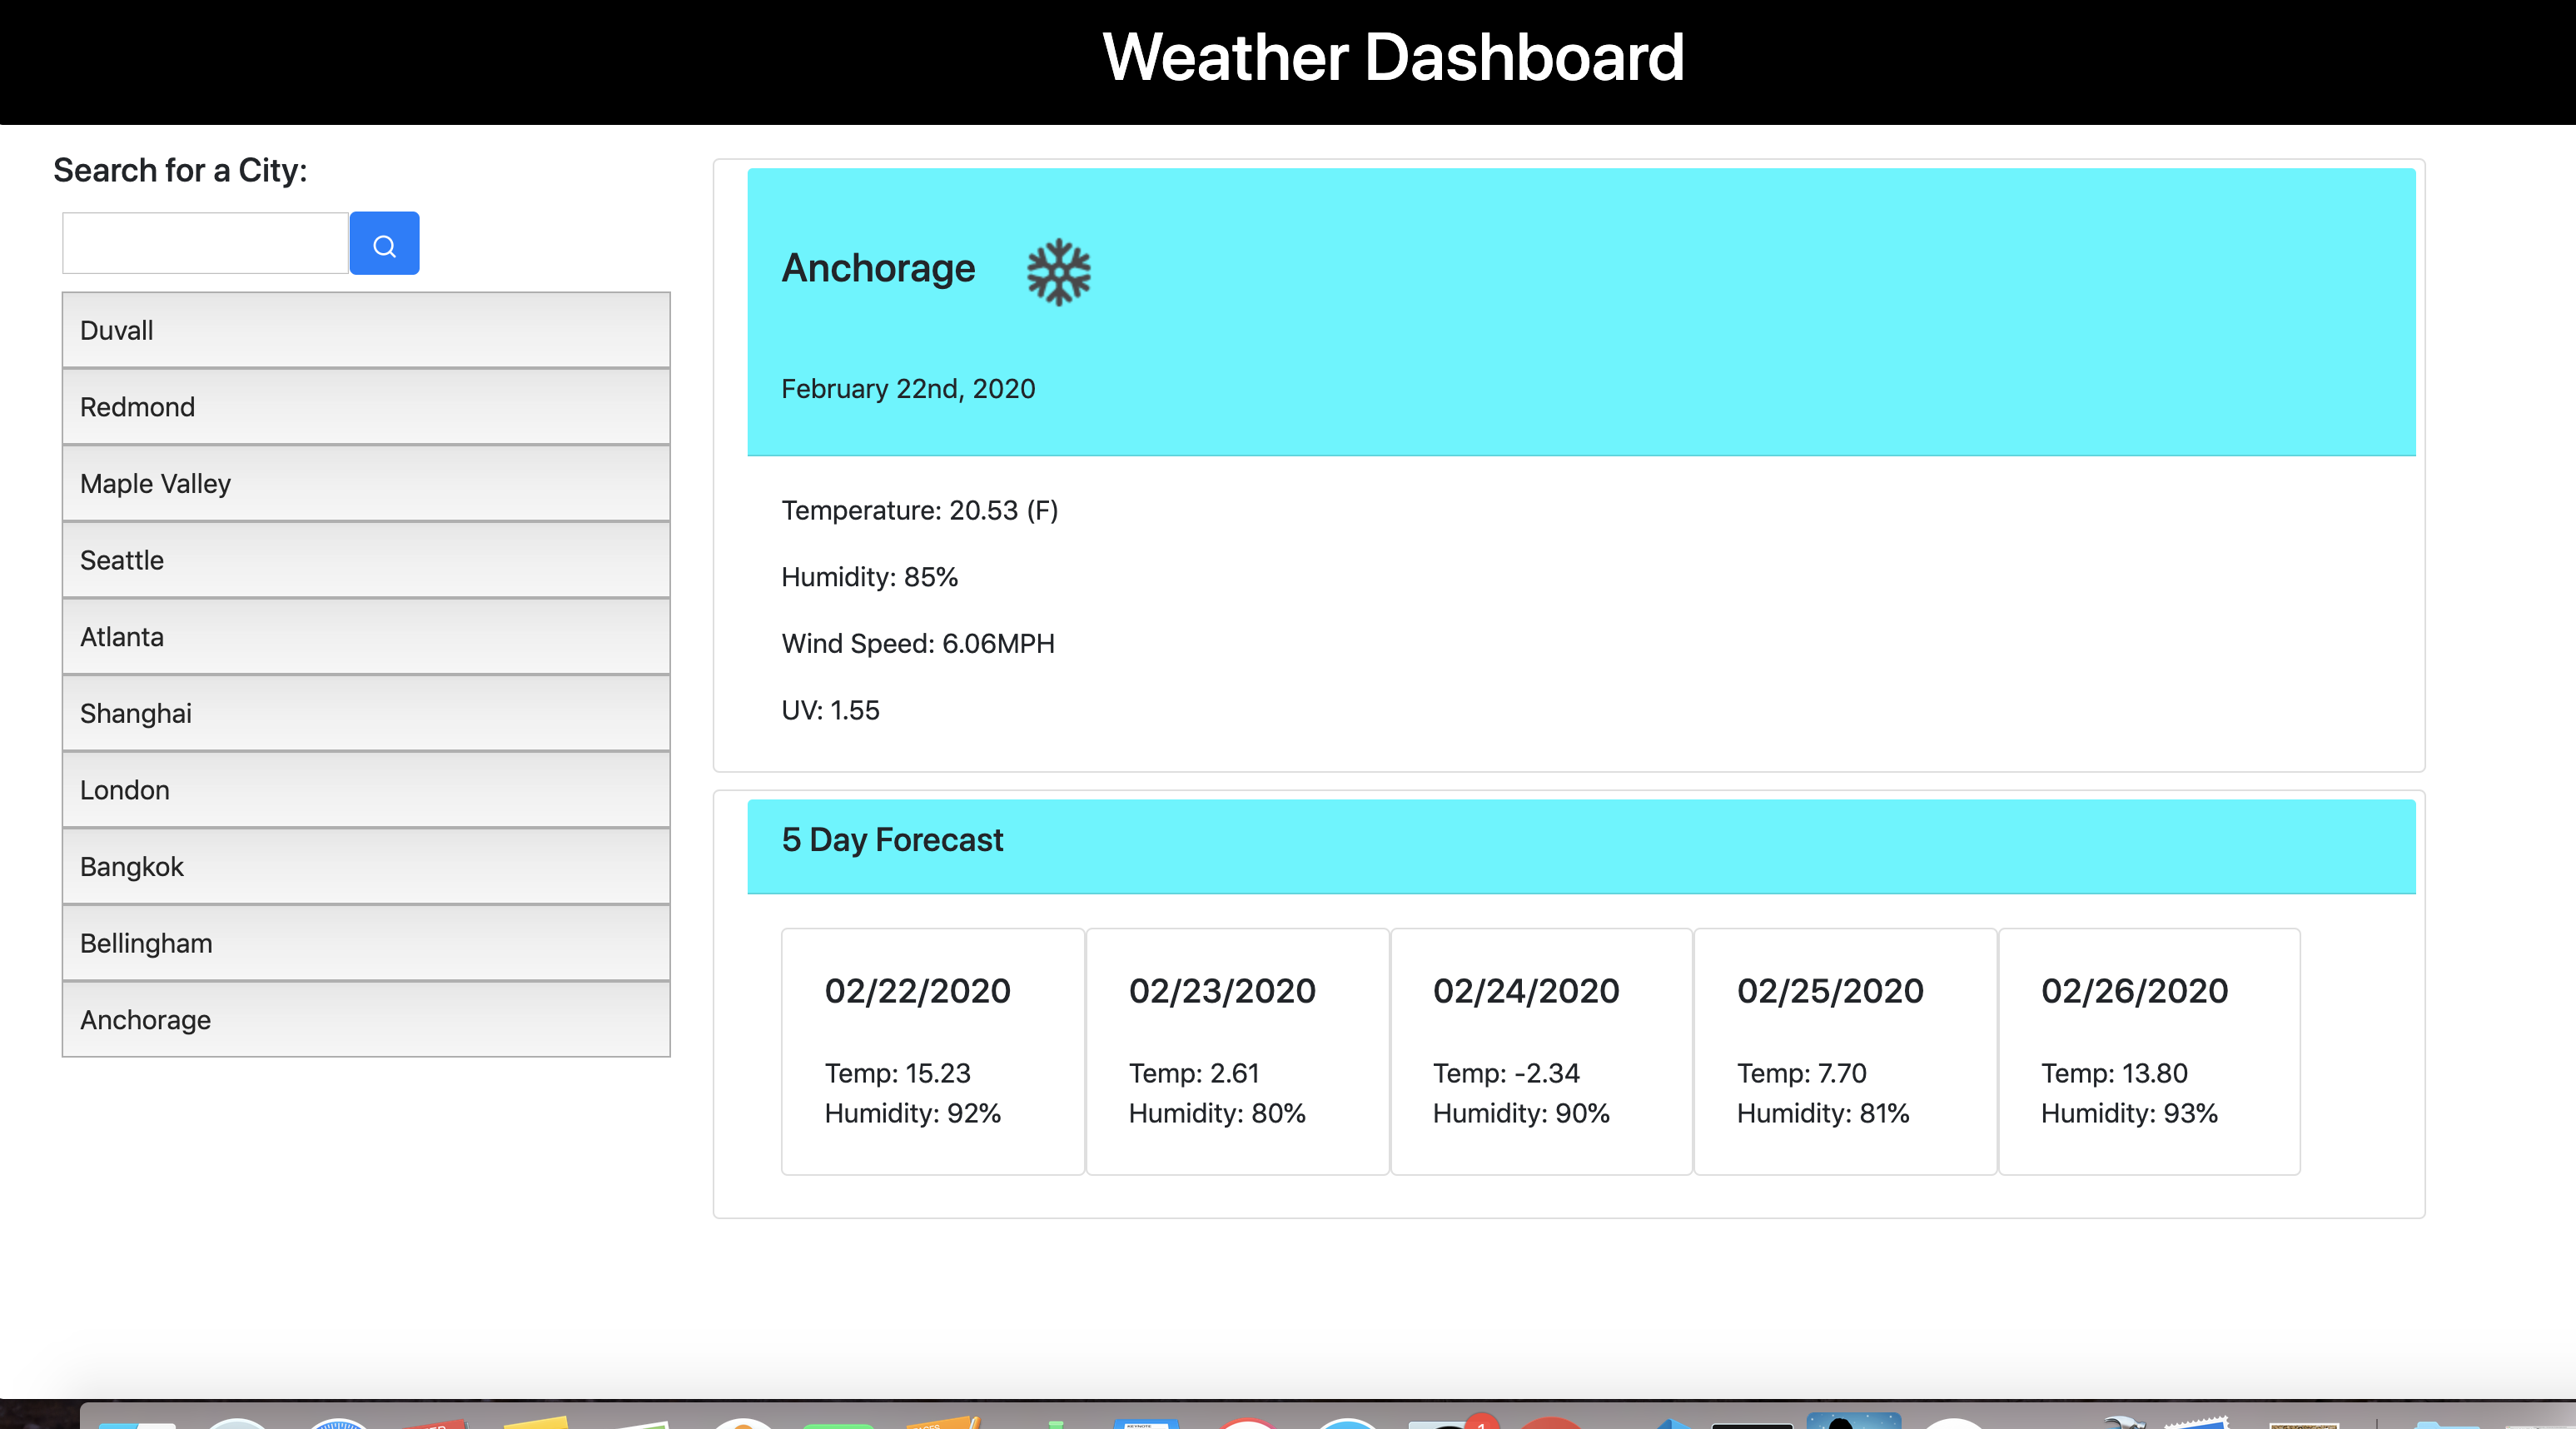 Weather Dashboard
Search for a City:
Duvall
Redmond
Maple Valley
Seattle
Atlanta
Shanghai
London
Bangkok
Bellingham
Anchorage
Anchorage
February 22nd, 2020
Temperature: 20.53 (F)
Humidity: 85%
Wind Speed: 6.06MPH
UV: 1.55
5 Day Forecast
02/22/2020
Temp: 15.23
Humidity: 92%
02/23/2020
Temp: 2.61
Humidity: 80%
02/24/2020
Temp: -2.34
Humidity: 90%
02/25/2020
Temp: 7.70
Humidity: 81%
02/26/2020
Temp: 13.80
Humidity: 93%